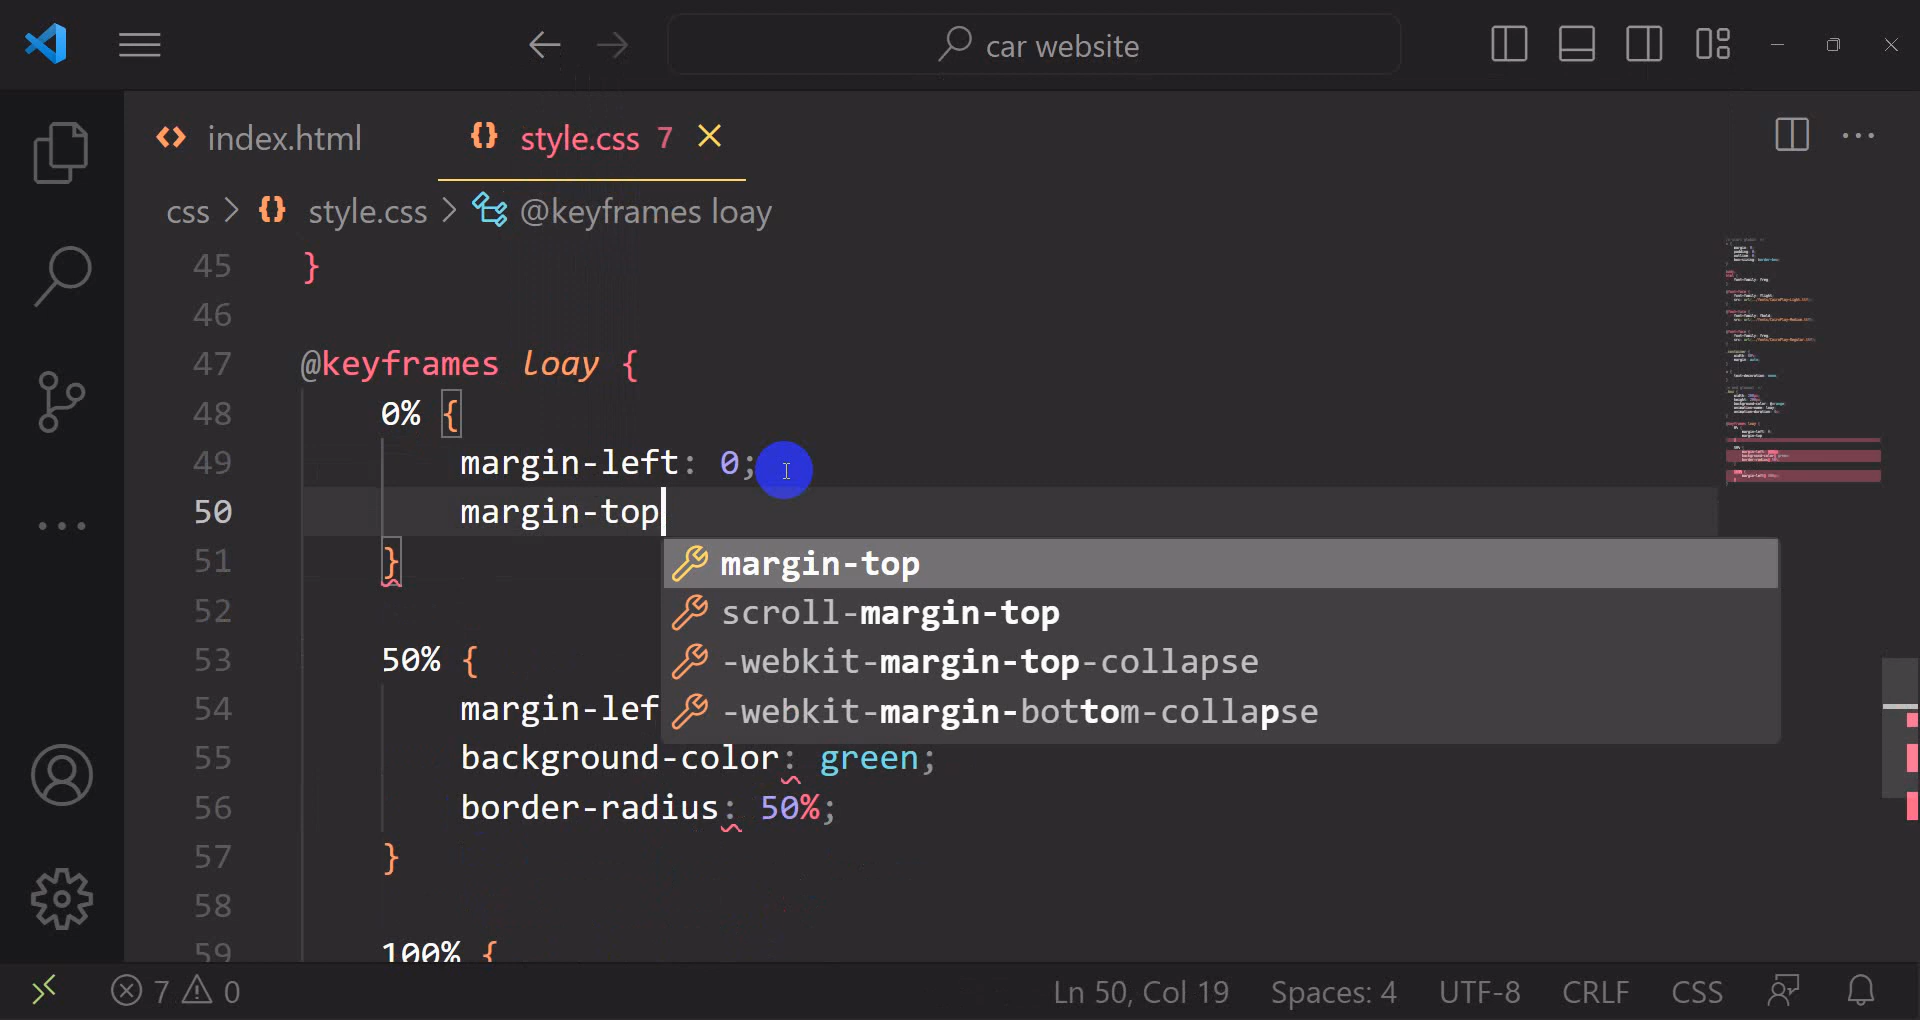 car website
index.html
style.css 7
css > {} style.css > @keyframes loay
45 }
46
47 @keyframes loay {
48 0% {
49 margin-left: 0;
50 margin-top
51 }
margin-top
scroll-margin-top
-webkit-margin-top-collapse
-webkit-margin-bottom-collapse
52
53 50% {
54 margin-lef
55 background-color: green;
56 border-radius: 50%;
57 }
58
59 100% {
7 0
Ln 50, Col 19 Spaces: 4 UTF-8 CRLF CSS